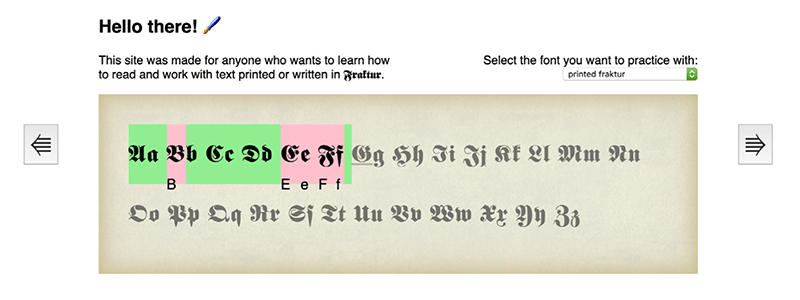 Hello there! 🖌️
This site was made for anyone who wants to learn how
to read and work with text printed or written in Fraktur.
Select the font you want to practice with:
printed fraktur
Aa Bb Cc Dd Ee Ff Gg Hh Ii Jj Kk Ll Mm Nn
B E e F f
Oo Pp Qq Rr Sſ Tt Uu Vv Ww Xx Yy Zz